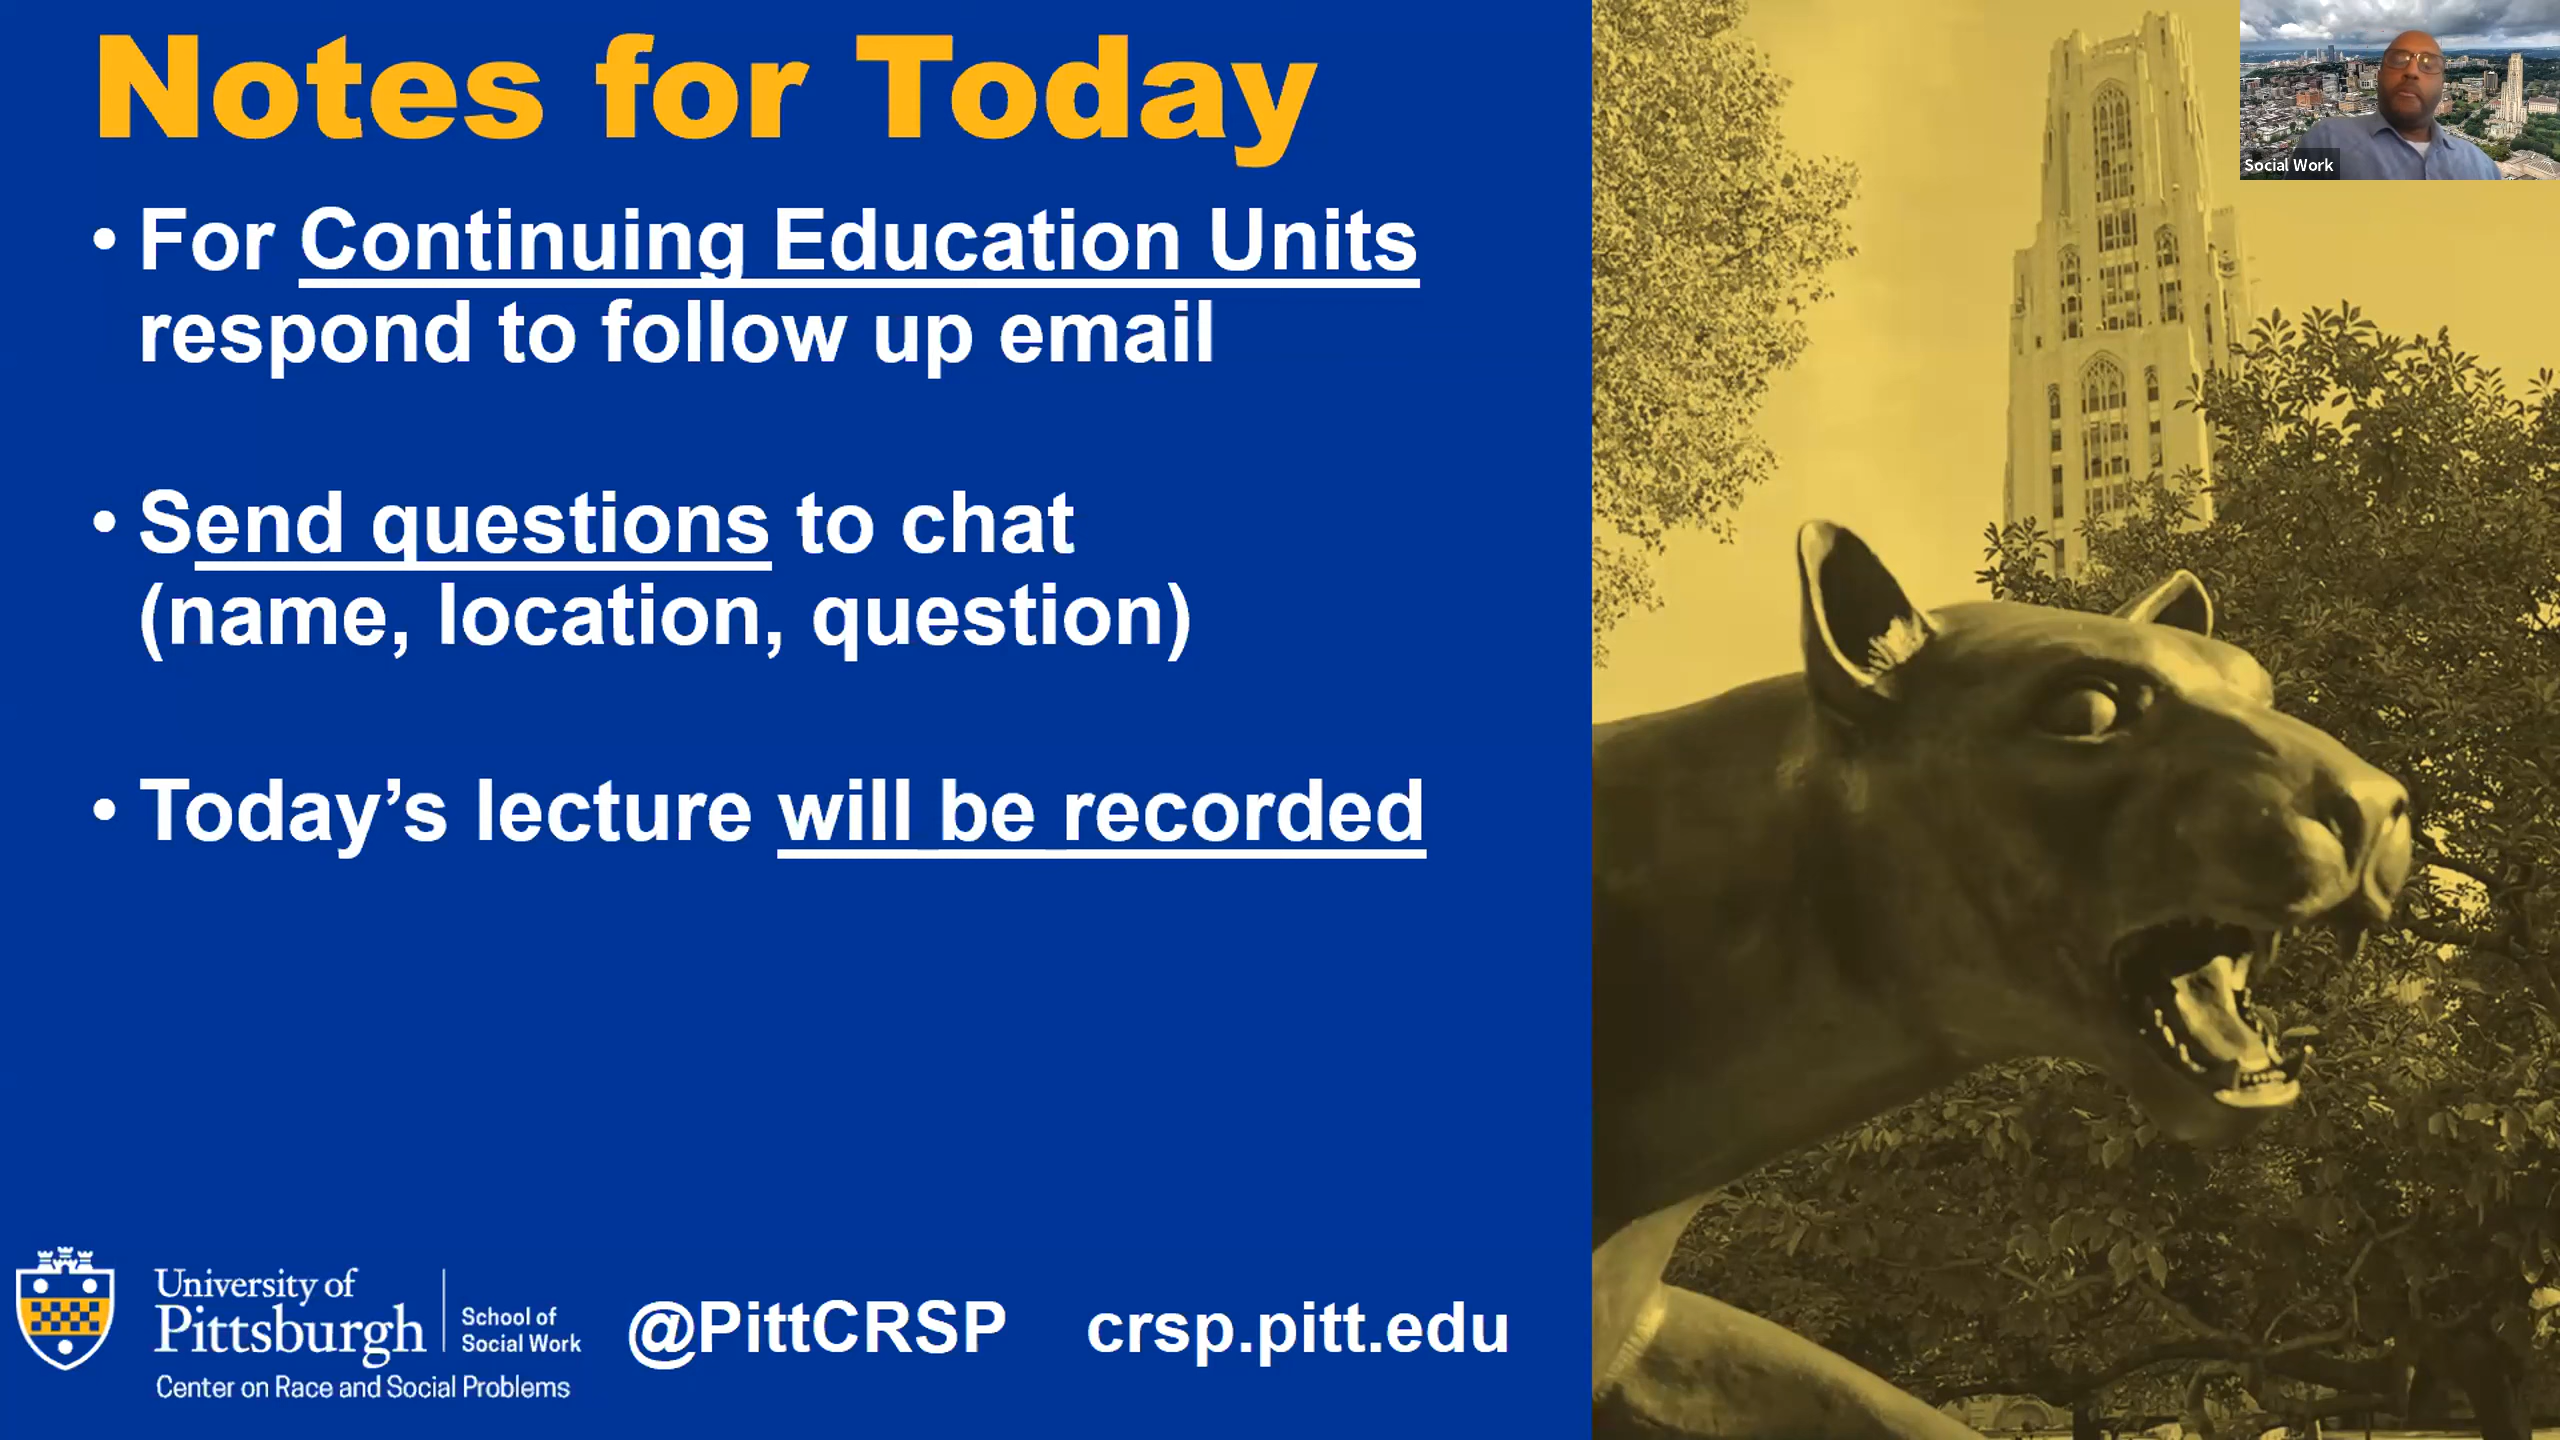 Notes for Today
• For Continuing Education Units
respond to follow up email
• Send questions to chat
(name, location, question)
• Today’s lecture will be recorded
Social Work
University of
Pittsburgh
School of
Social Work
Center on Race and Social Problems
@PittCRSP
crsp.pitt.edu